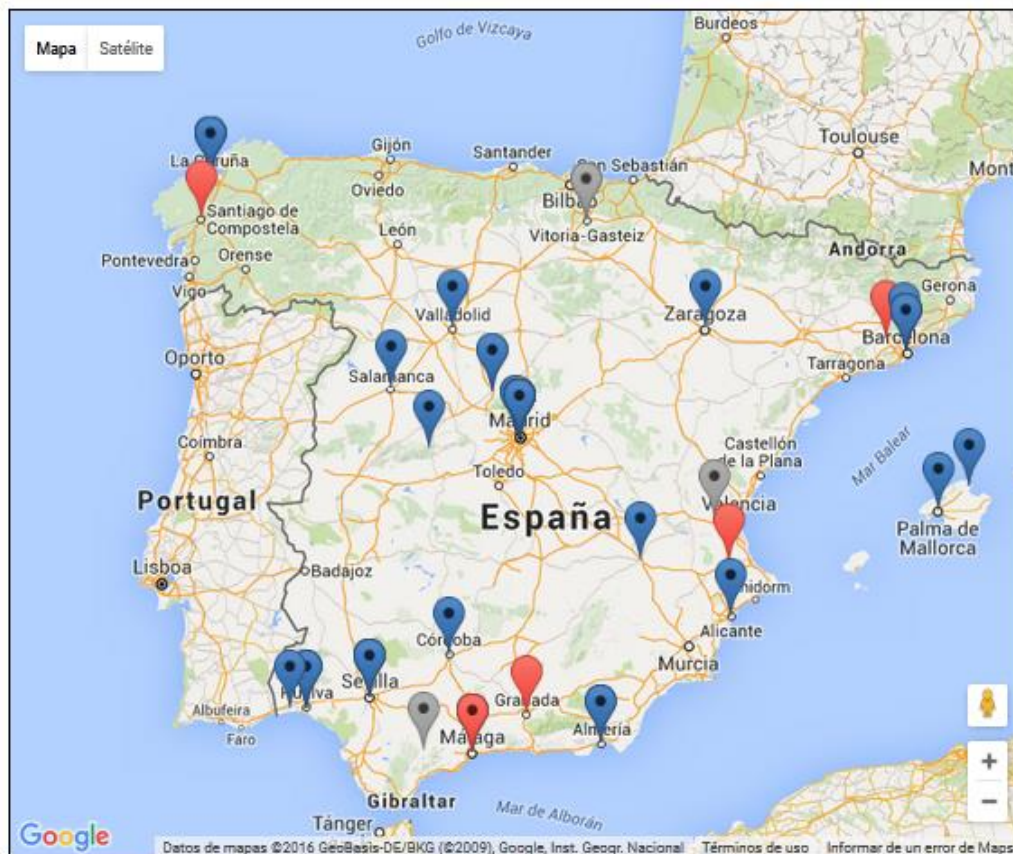 Mapa Satélite
Golfo de Vizcaya
Burdeos
Toulouse
La Coruña
Gijón
Santander
San Sebastián
Mont
Oviedo
Bilbao
Santiago de
Compostela
León
Vitoria-Gasteiz
Andorra
Pontevedra
Orense
Gerona
Vigo
Valladolid
Zaragoza
Barcelona
Oporto
Salamanca
Tarragona
Madrid
Coimbra
Castellón
de la Plana
Mar Balear
Toledo
Portugal
España
Valencia
Palma de
Mallorca
Lisboa
Badajoz
nidorm
Alicante
Córdoba
Murcia
Sevilla
Huelva
Granada
Albufeira
Faro
Málaga
Almería
Gibraltar
Mar de Alborán
Tánger
+
−
Google
Datos de mapas ©2016 GeoBasis-DE/BKG (©2009), Google, Inst. Geogr. Nacional Términos de uso Informar de un error de Maps